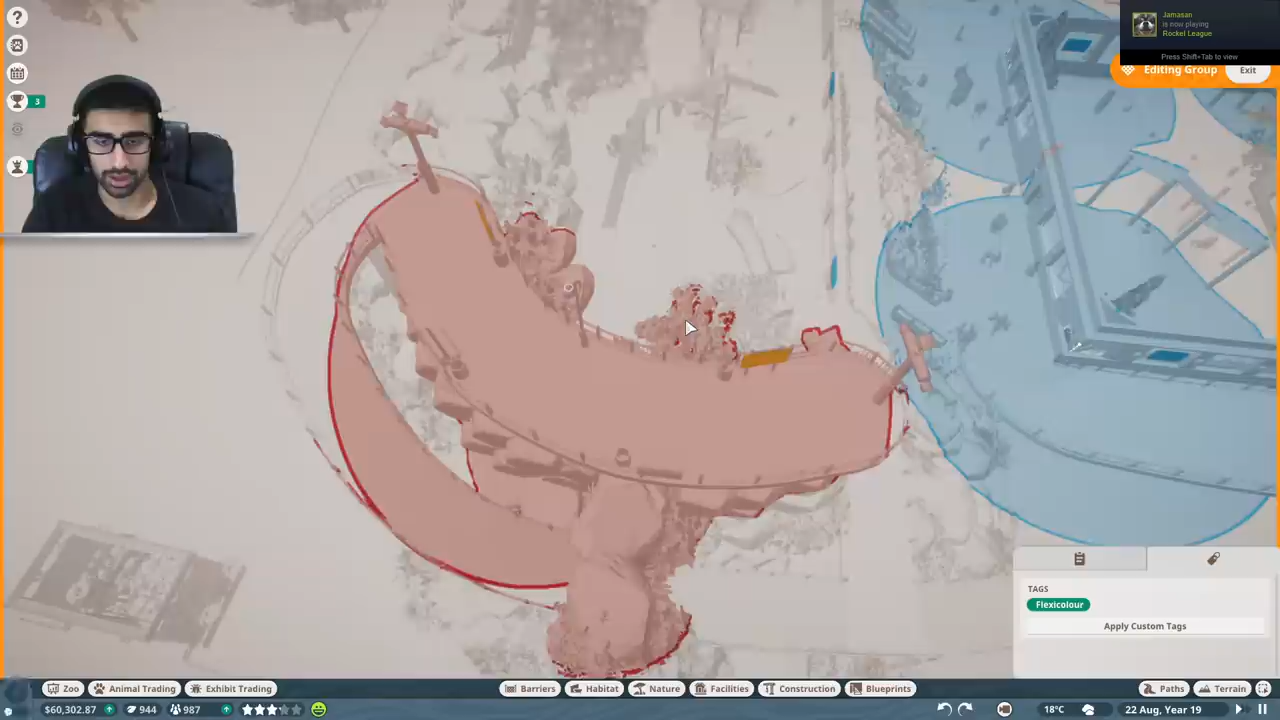 Jamasan
is now playing
Rocket League
Press Shift+Tab to view
?
Editing Group
Exit
3
TAGS
Flexicolour
Apply Custom Tags
Zoo
Animal Trading
Exhibit Trading
Barriers
Habitat
Nature
Facilities
Construction
Blueprints
Paths
Terrain
$60,302.87
944
987
18°C
22 Aug, Year 19